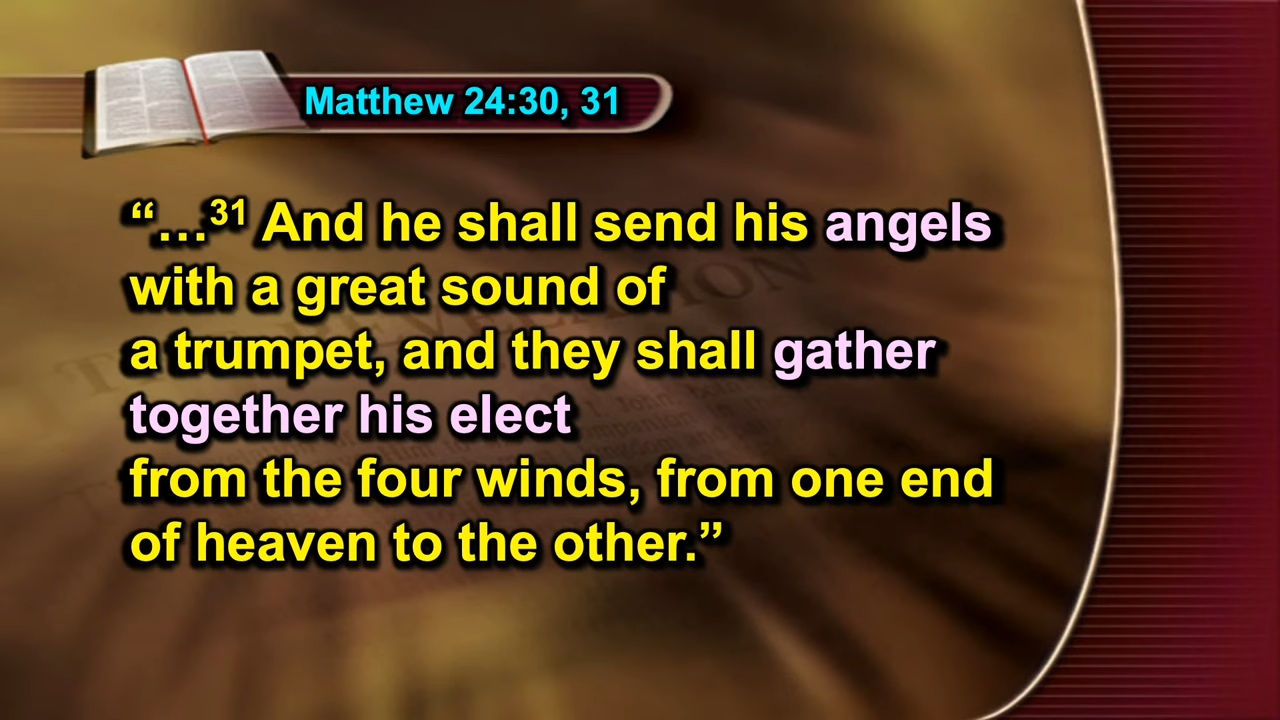 Matthew 24:30, 31
“…31 And he shall send his angels
with a great sound of
a trumpet, and they shall gather
together his elect
from the four winds, from one end
of heaven to the other.”